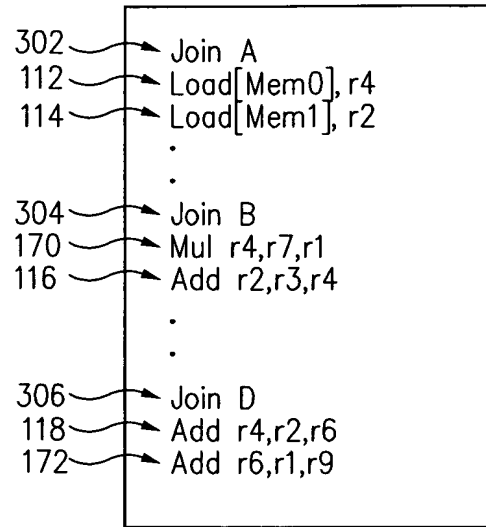 302 Join A
112 Load[Mem0], r4
114 Load[Mem1], r2
.
.
304 Join B
170 Mul r4,r7,r1
116 Add r2,r3,r4
.
.
306 Join D
118 Add r4,r2,r6
172 Add r6,r1,r9